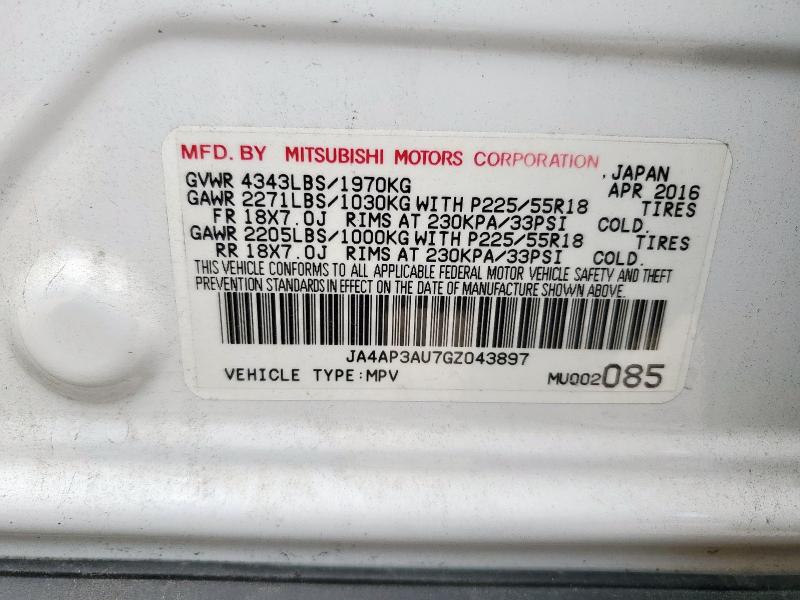 MFD. BY MITSUBISHI MOTORS CORPORATION , JAPAN
GVWR 4343LBS/1970KG APR 2016
GAWR 2271LBS/1030KG WITH P225/55R18 TIRES
FR 18X7.0J RIMS AT 230KPA/33PSI COLD.
GAWR 2205LBS/1000KG WITH P225/55R18 TIRES
RR 18X7.0J RIMS AT 230KPA/33PSI COLD.
THIS VEHICLE CONFORMS TO ALL APPLICABLE FEDERAL MOTOR VEHICLE SAFETY AND THEFT
PREVENTION STANDARDS IN EFFECT ON THE DATE OF MANUFACTURE SHOWN ABOVE.
JA4AP3AU7GZ043897
VEHICLE TYPE:MPV MU002085